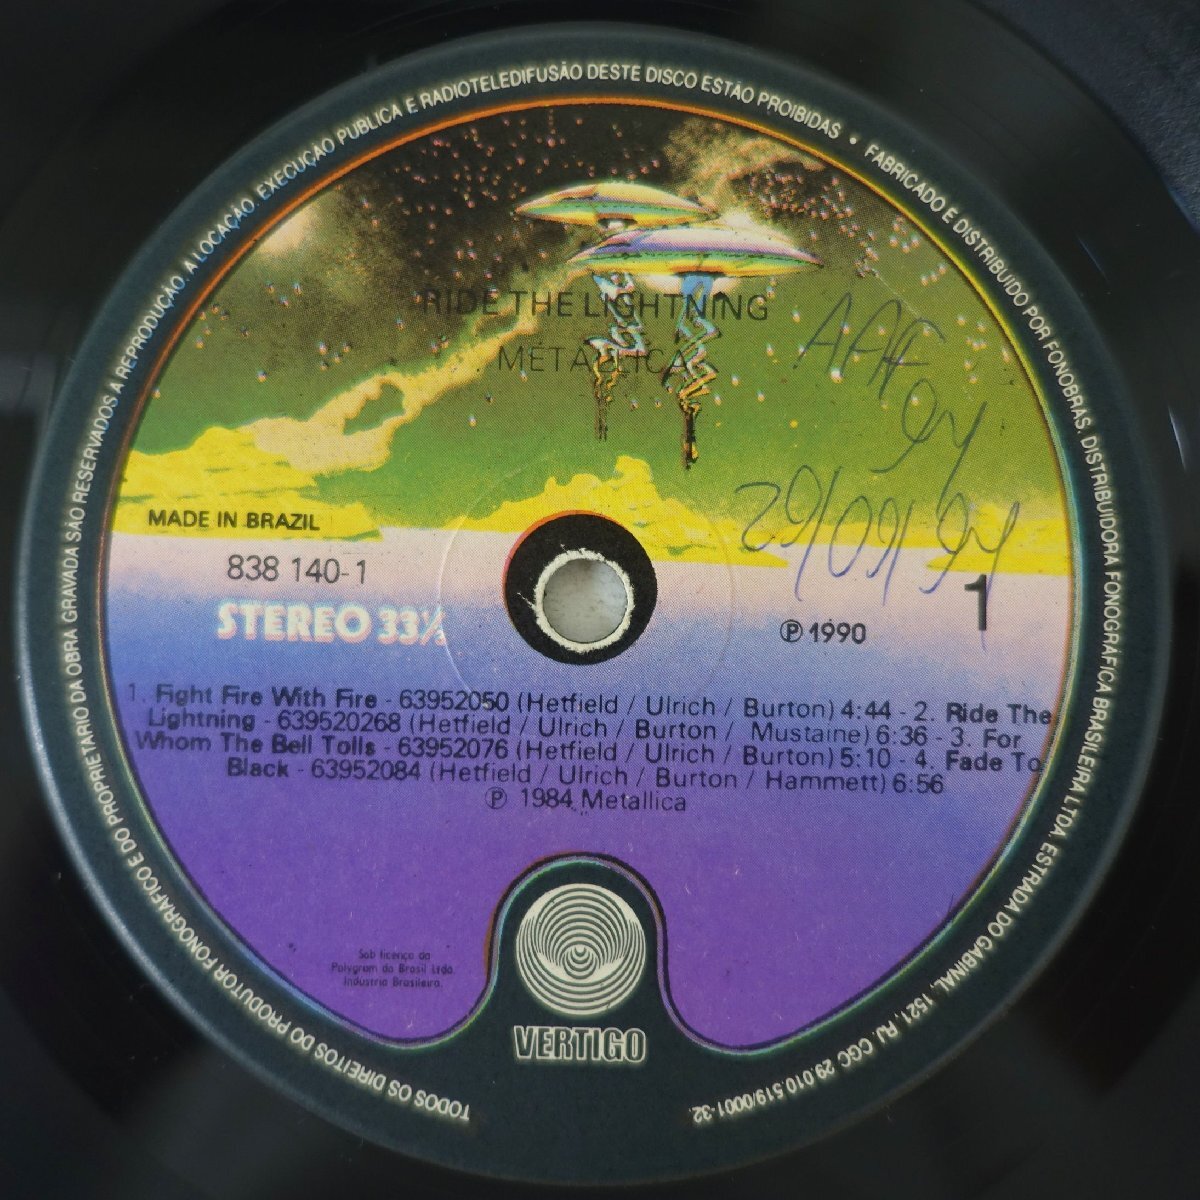 TODOS OS DIREITOS DO PRODUTOR FONOGRÁFICO E DO PROPRIETÁRIO DA OBRA GRAVADA SÃO RESERVADOS A REPRODUÇÃO. A LOCAÇÃO. EXECUÇÃO PUBLICA E RADIOTELEDIFUSÃO DESTE DISCO ESTÃO PROIBIDAS • FABRICADO E DISTRIBUIDO POR FONOBRAS. DISTRIBUIDORA FONOGRÁFICA BRASILEIRA LTDA. ESTRADA DO GABINAL, 1521, RJ. CGC 29.010.519/0001-32.
RIDE THE LIGHTNING
METALLICA
29/09/94
MADE IN BRAZIL
838 140-1
STEREO 33⅓
1
℗ 1990
1. Fight Fire With Fire - 63952050 (Hetfield / Ulrich / Burton) 4:44 - 2. Ride The
Lightning - 639520268 (Hetfield / Ulrich / Burton / Mustaine) 6:36 - 3. For
Whom The Bell Tolls - 63952076 (Hetfield / Ulrich / Burton) 5:10 - 4. Fade To
Black - 63952084 (Hetfield / Ulrich / Burton / Hammett) 6:56
℗ 1984 Metallica
Sob licença da
Polygram do Brasil Ltda.
Industria Brasileira.
VERTIGO